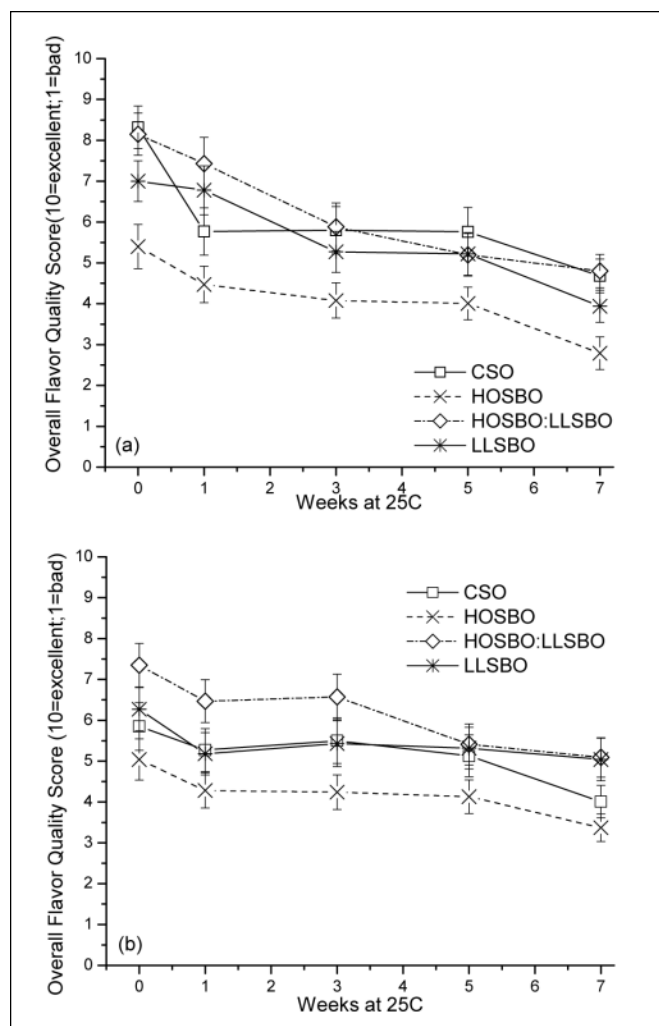 Overall Flavor Quality Score(10=excellent;1=bad)
10
9
8
7
6
5
4
3
2
1
0
(a)
CSO
HOSBO
HOSBO:LLSBO
LLSBO
0 1 2 3 4 5 6 7
Weeks at 25C
Overall Flavor Quality Score (10=excellent;1=bad)
10
9
8
7
6
5
4
3
2
1
0
CSO
HOSBO
HOSBO:LLSBO
LLSBO
(b)
0 1 2 3 4 5 6 7
Weeks at 25C